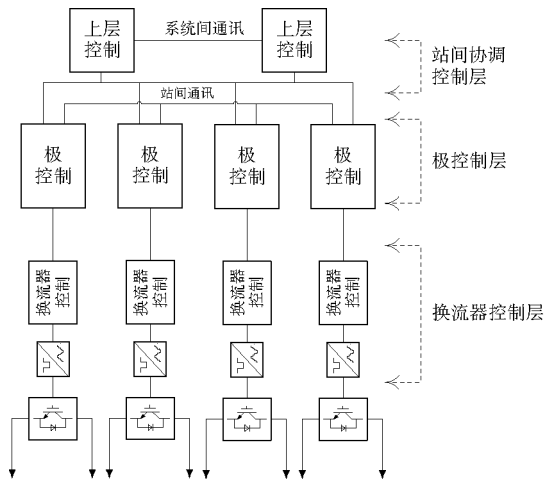 上层
控制
系统间通讯
上层
控制
站间协调
控制层
站间通讯
极
控制
极
控制
极
控制
极
控制
极控制层
换流器
控制
换流器
控制
换流器
控制
换流器
控制
换流器控制层